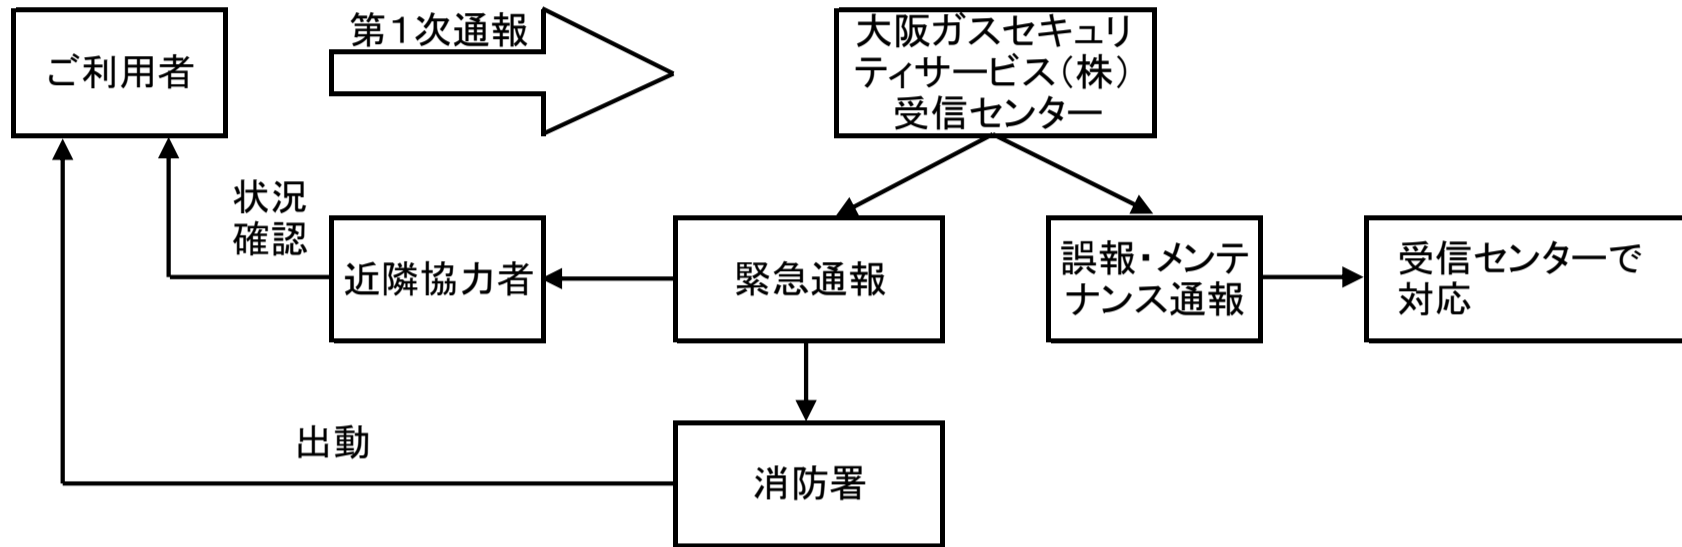 ご利用者
第1次通報
大阪ガスセキュリ
ティサービス(株)
受信センター
状況
確認
近隣協力者
緊急通報
誤報・メンテ
ナンス通報
受信センターで
対応
出動
消防署